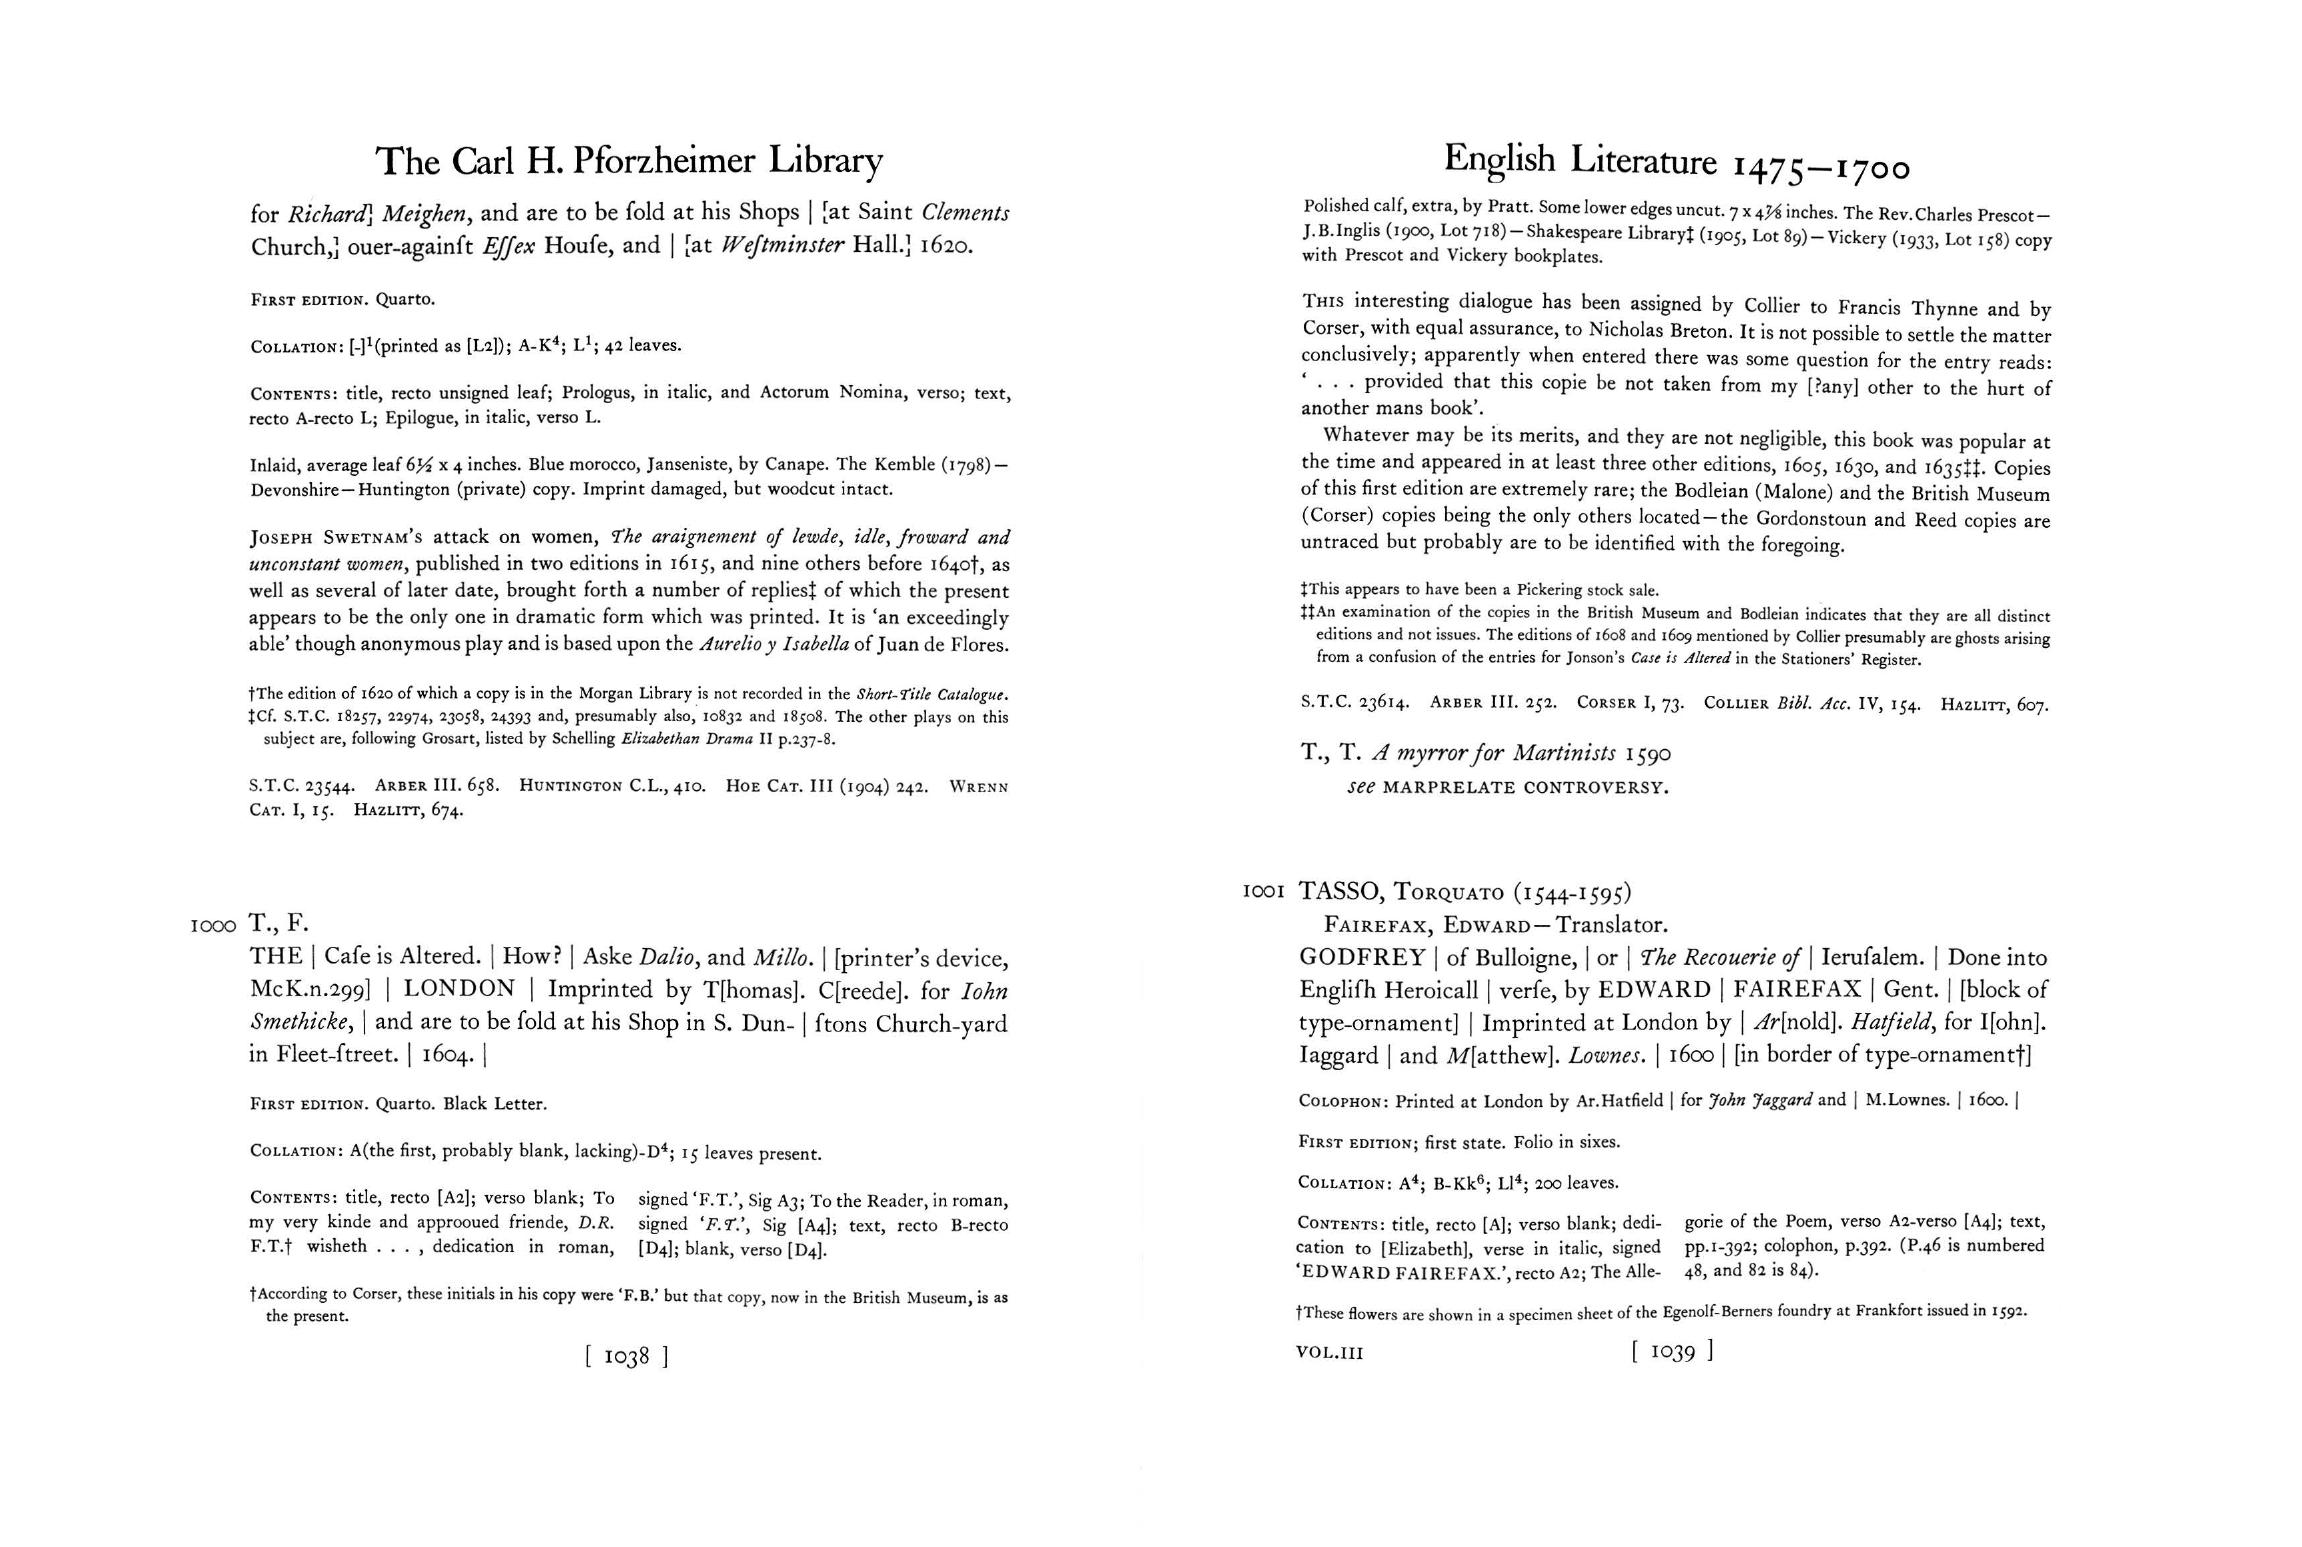 The Carl H. Pforzheimer Library
for Richard] Meighen, and are to be ſold at his Shops | [at Saint Clements
Church,] ouer-againſt Eſſex Houſe, and | [at Weſtminster Hall.] 1620.
First edition. Quarto.
Collation: [-]¹(printed as [L2]); A-K⁴; L¹; 42 leaves.
Contents: title, recto unsigned leaf; Prologus, in italic, and Actorum Nomina, verso; text,
recto A-recto L; Epilogue, in italic, verso L.
Inlaid, average leaf 6½ x 4 inches. Blue morocco, Janseniste, by Canape. The Kemble (1798)—
Devonshire—Huntington (private) copy. Imprint damaged, but woodcut intact.
Joseph Swetnam's attack on women, The araignement of lewde, idle, froward and
unconstant women, published in two editions in 1615, and nine others before 1640†, as
well as several of later date, brought forth a number of replies‡ of which the present
appears to be the only one in dramatic form which was printed. It is 'an exceedingly
able' though anonymous play and is based upon the Aurelio y Isabella of Juan de Flores.
†The edition of 1620 of which a copy is in the Morgan Library is not recorded in the Short-Title Catalogue.
‡Cf. S.T.C. 18257, 22974, 23058, 24393 and, presumably also, 10832 and 18508. The other plays on this
subject are, following Grosart, listed by Schelling Elizabethan Drama II p.237-8.
S.T.C. 23544. Arber III. 658. Huntington C.L., 410. Hoe Cat. III (1904) 242. Wrenn
Cat. I, 15. Hazlitt, 674.
1000 T., F.
THE | Caſe is Altered. | How? | Aske Dalio, and Millo. | [printer's device,
McK.n.299] | LONDON | Imprinted by T[homas]. C[reede]. for Iohn
Smethicke, | and are to be ſold at his Shop in S. Dun- | ſtons Church-yard
in Fleet-ſtreet. | 1604. |
First edition. Quarto. Black Letter.
Collation: A(the first, probably blank, lacking)-D⁴; 15 leaves present.
Contents: title, recto [A2]; verso blank; To
my very kinde and approoued friende, D.R.
F.T.† wisheth . . . , dedication in roman,
signed 'F.T.', Sig A3; To the Reader, in roman,
signed 'F.T.', Sig [A4]; text, recto B-recto
[D4]; blank, verso [D4].
†According to Corser, these initials in his copy were 'F.B.' but that copy, now in the British Museum, is as
the present.
[ 1038 ]
English Literature 1475—1700
Polished calf, extra, by Pratt. Some lower edges uncut. 7 x 4⅞ inches. The Rev. Charles Prescot—
J.B.Inglis (1900, Lot 718)—Shakespeare Library‡ (1905, Lot 89)—Vickery (1933, Lot 158) copy
with Prescot and Vickery bookplates.
This interesting dialogue has been assigned by Collier to Francis Thynne and by
Corser, with equal assurance, to Nicholas Breton. It is not possible to settle the matter
conclusively; apparently when entered there was some question for the entry reads:
' . . . provided that this copie be not taken from my [?any] other to the hurt of
another mans book'.
Whatever may be its merits, and they are not negligible, this book was popular at
the time and appeared in at least three other editions, 1605, 1630, and 1635‡‡. Copies
of this first edition are extremely rare; the Bodleian (Malone) and the British Museum
(Corser) copies being the only others located—the Gordonstoun and Reed copies are
untraced but probably are to be identified with the foregoing.
‡This appears to have been a Pickering stock sale.
‡‡An examination of the copies in the British Museum and Bodleian indicates that they are all distinct
editions and not issues. The editions of 1608 and 1609 mentioned by Collier presumably are ghosts arising
from a confusion of the entries for Jonson's Case is Altered in the Stationers' Register.
S.T.C. 23614. Arber III. 252. Corser I, 73. Collier Bibl. Acc. IV, 154. Hazlitt, 607.
T., T. A myrror for Martinists 1590
see MARPRELATE CONTROVERSY.
1001 TASSO, Torquato (1544-1595)
Fairefax, Edward—Translator.
GODFREY | of Bulloigne, | or | The Recouerie of | Ieruſalem. | Done into
Engliſh Heroicall | verſe, by EDWARD | FAIREFAX | Gent. | [block of
type-ornament] | Imprinted at London by | Ar[nold]. Hatfield, for I[ohn].
Iaggard | and M[atthew]. Lownes. | 1600 | [in border of type-ornament†]
Colophon: Printed at London by Ar.Hatfield | for John Jaggard and | M.Lownes. | 1600. |
First edition; first state. Folio in sixes.
Collation: A⁴; B-Kk⁶; Ll⁴; 200 leaves.
Contents: title, recto [A]; verso blank; dedi-
cation to [Elizabeth], verse in italic, signed
'EDWARD FAIREFAX.', recto A2; The Alle-
gorie of the Poem, verso A2-verso [A4]; text,
pp.1-392; colophon, p.392. (P.46 is numbered
48, and 82 is 84).
†These flowers are shown in a specimen sheet of the Egenolf-Berners foundry at Frankfort issued in 1592.
VOL.III
[ 1039 ]